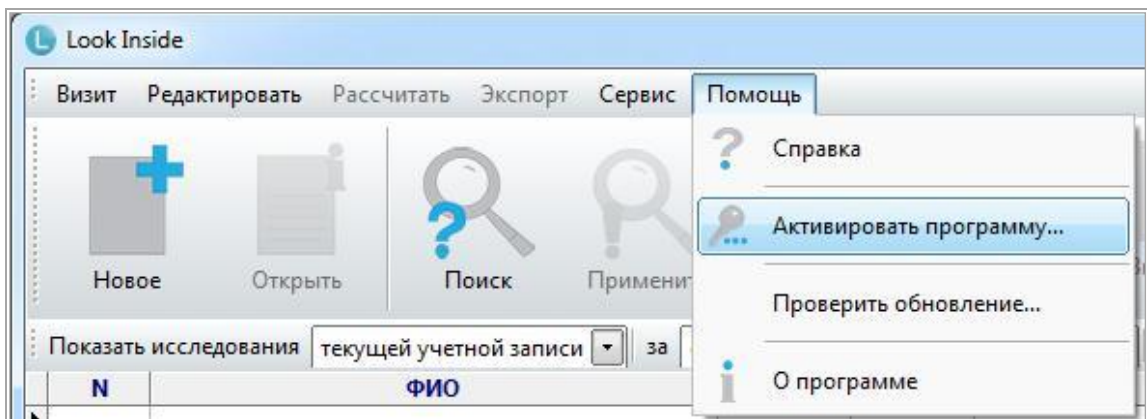 Look Inside
Визит Редактировать Рассчитать Экспорт Сервис Помощь
Справка
Активировать программу...
Новое Открыть Поиск
Проверить обновление...
Показать исследования текущей учетной записи за
О программе
N ФИО